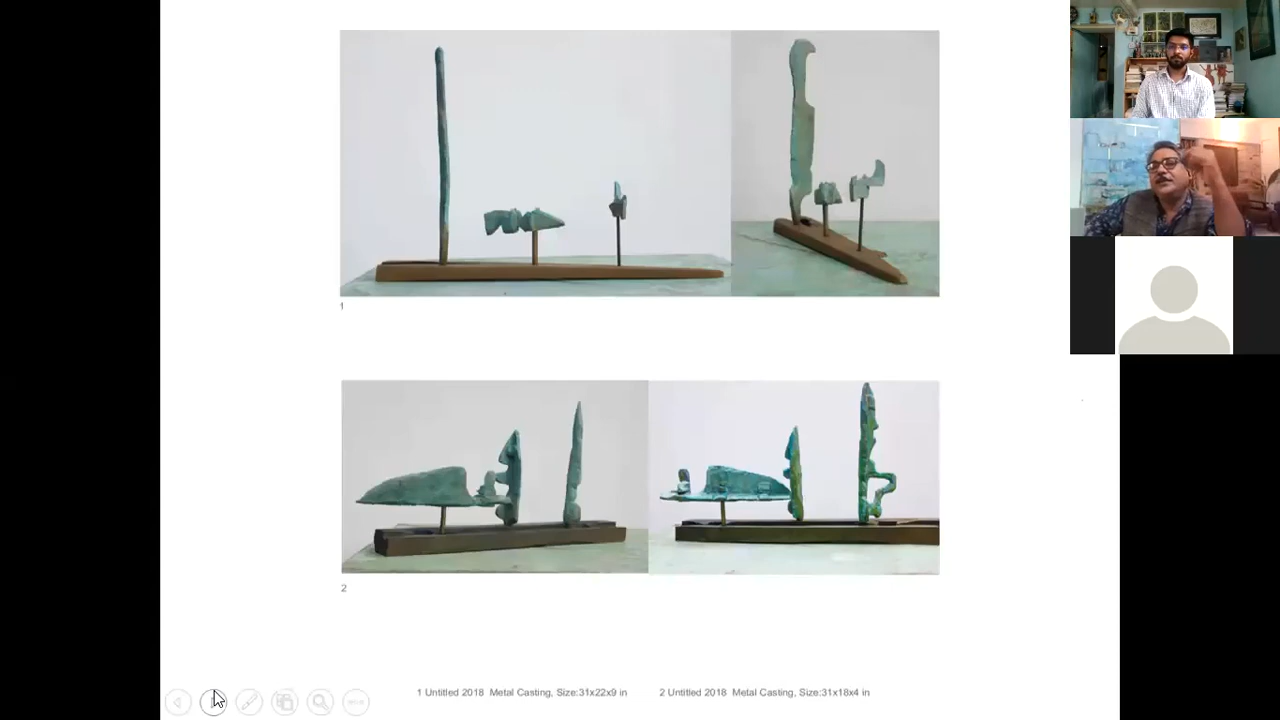 1
2
1 Untitled 2018 Metal Casting, Size:31x22x9 in
2 Untitled 2018 Metal Casting, Size:31x18x4 in